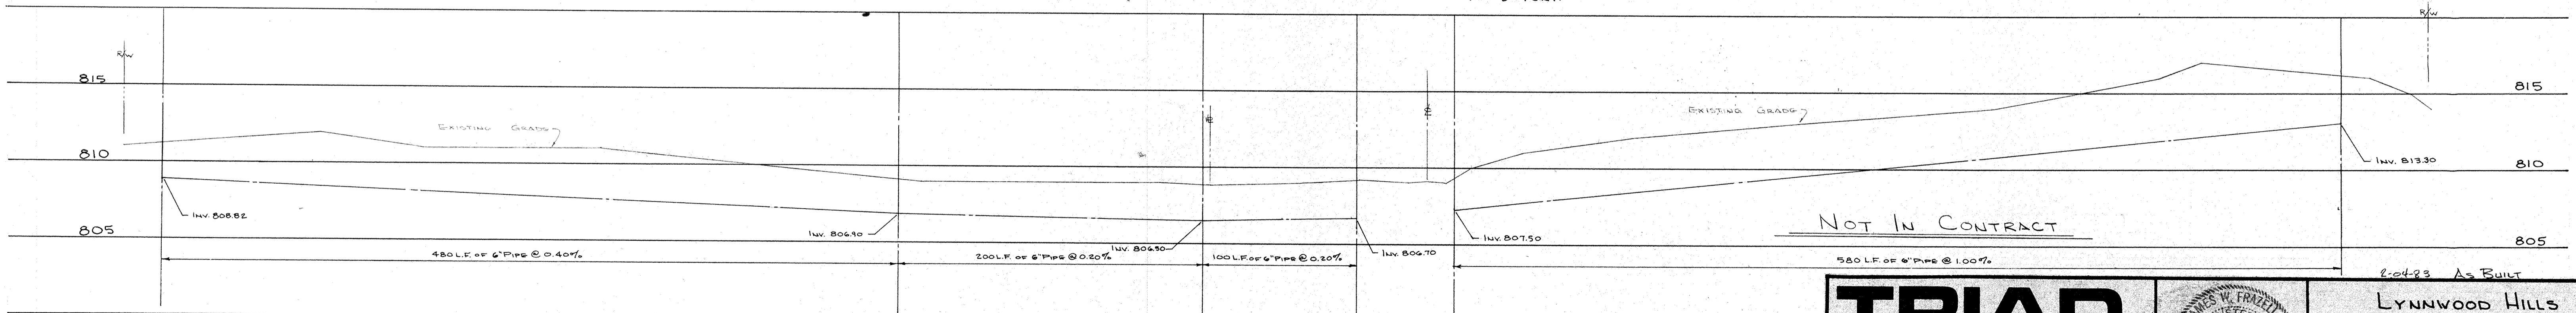 R/W
R/W
815
815
EXISTING GRADE
EXISTING GRADE
810
810
INV. 813.30
INV. 808.82
NOT IN CONTRACT
805
805
INV. 806.90
INV. 806.50
INV. 806.70
INV. 807.50
480 L.F. OF 6" PIPE @ 0.40%
200 L.F. OF 6" PIPE @ 0.20%
100 L.F. OF 6" PIPE @ 0.20%
580 L.F. OF 6" PIPE @ 1.00%
2-04-83 AS BUILT
TRIAD
JAMES W.
LYNNWOOD HILLS